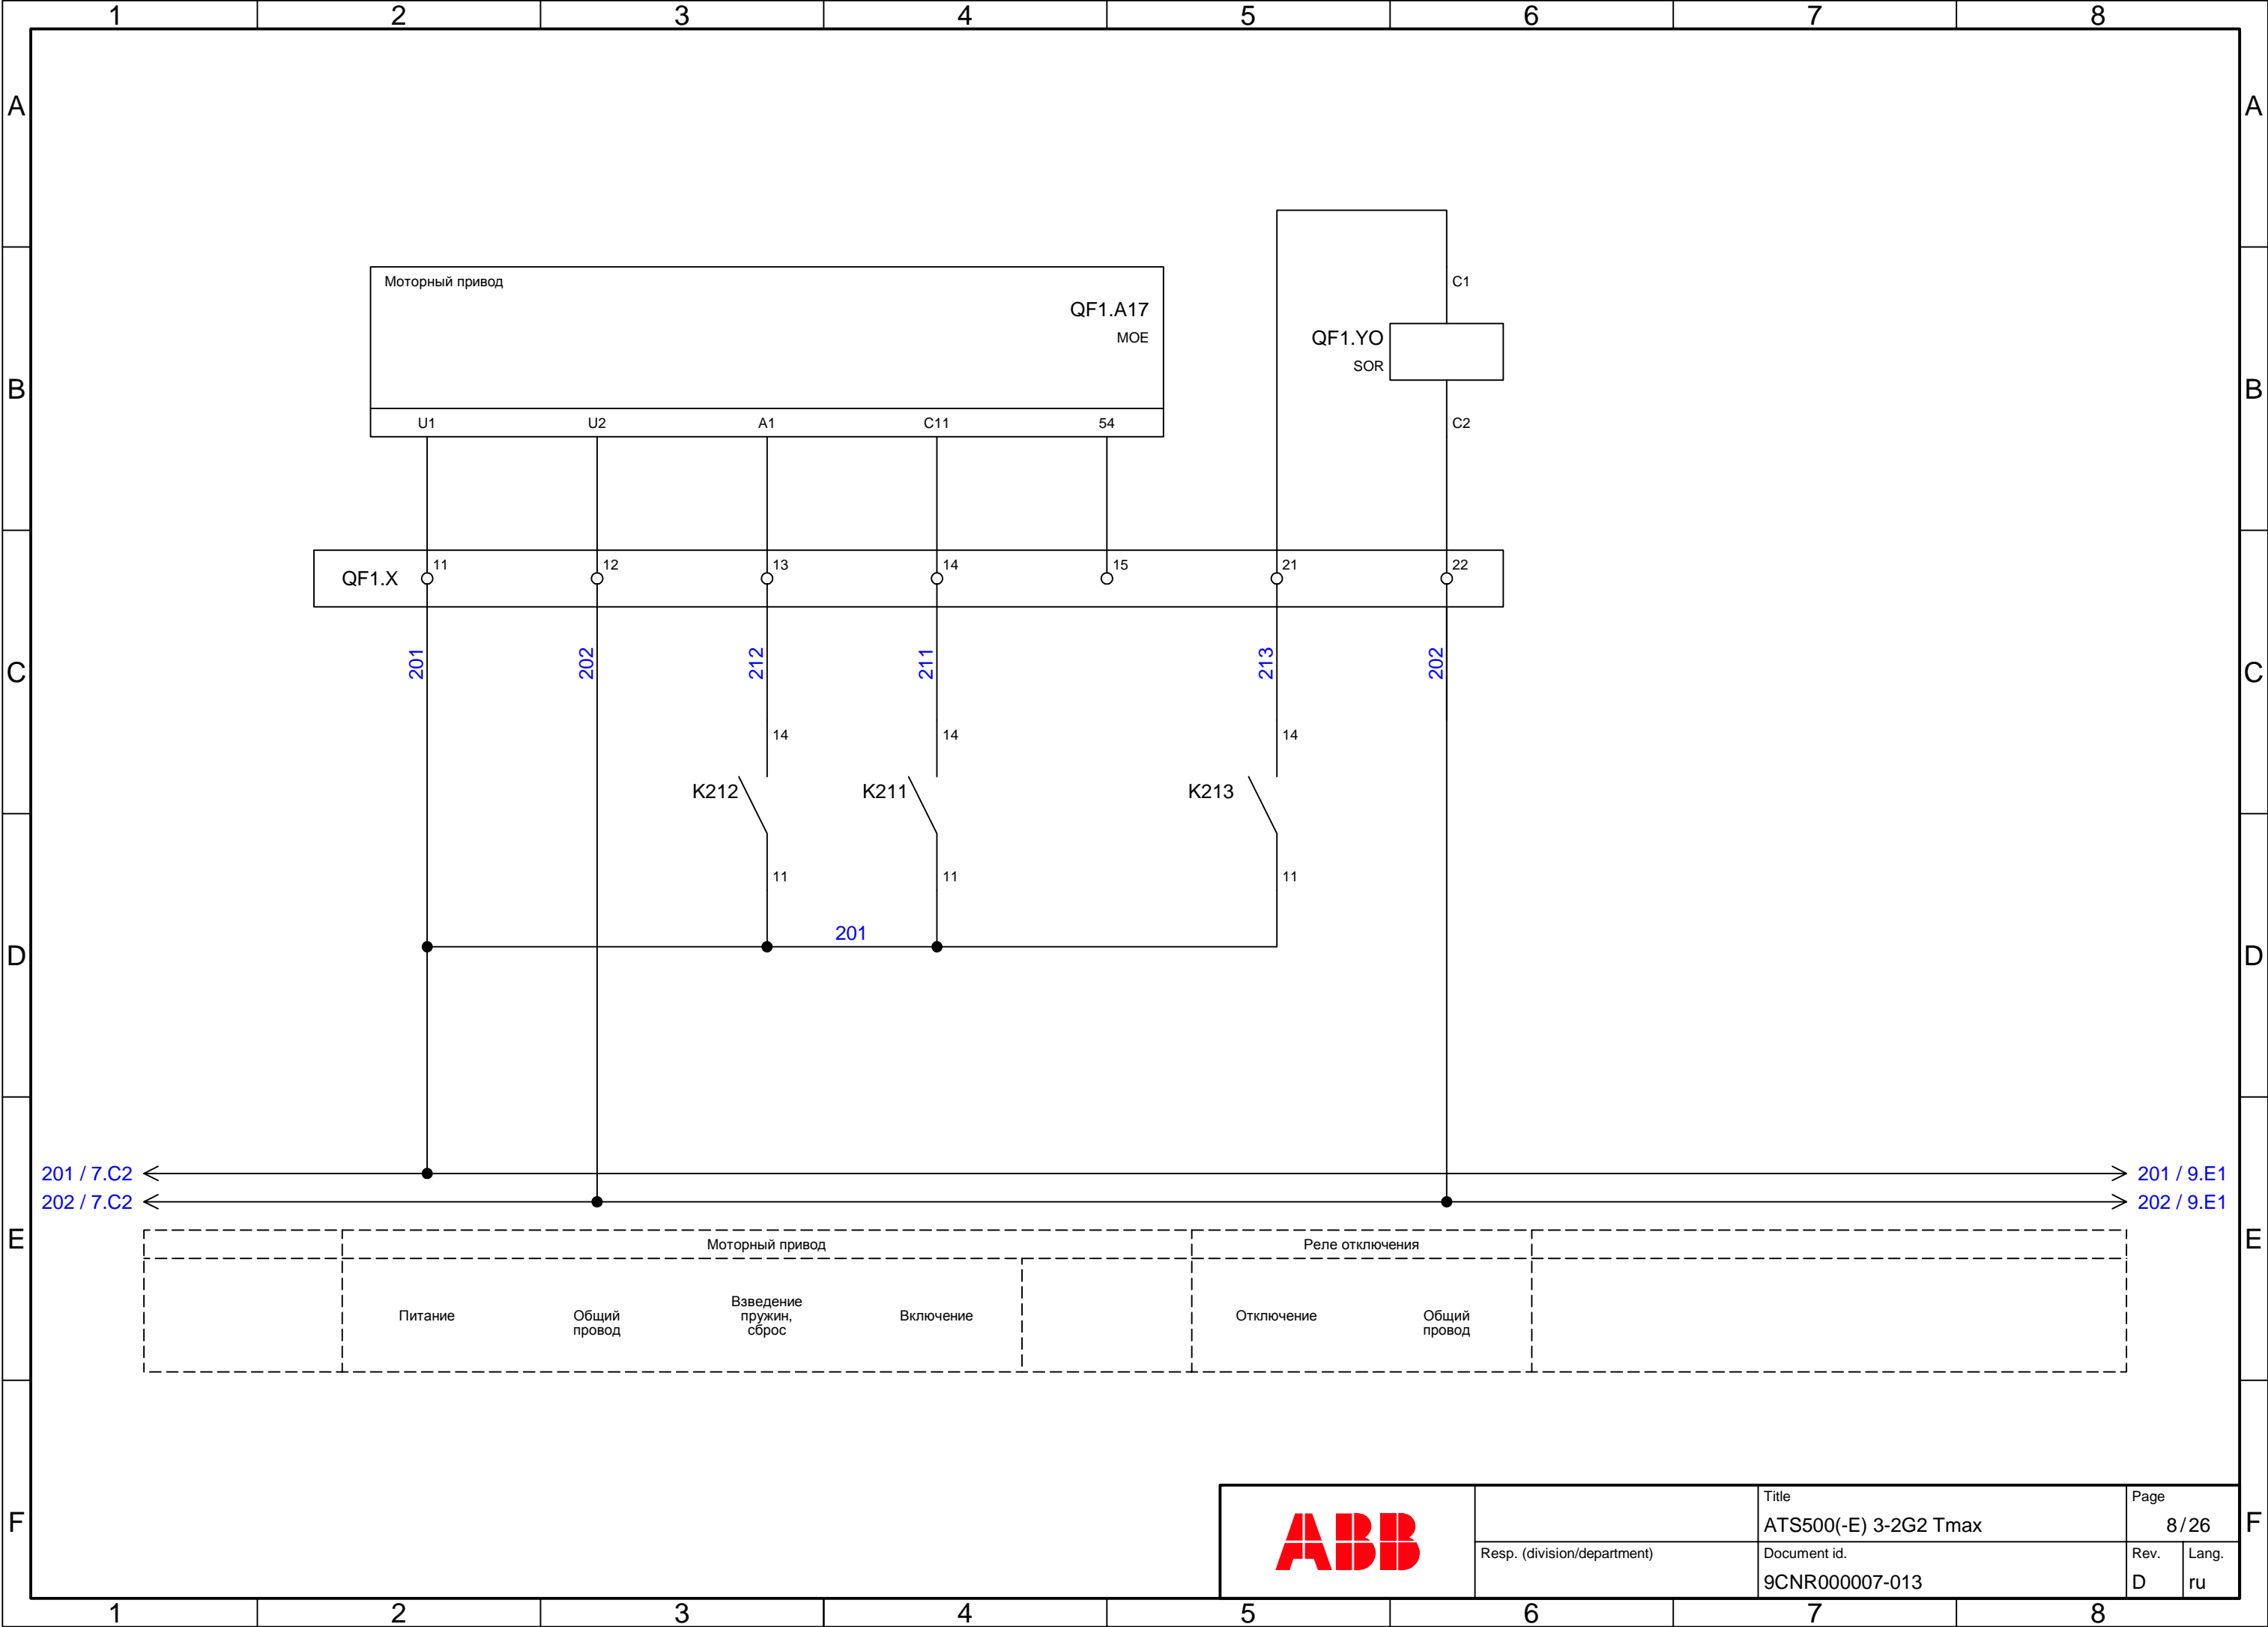 1 2 3 4 5 6 7 8
A A
Моторный привод
QF1.A17
MOE
C1
QF1.YO
SOR
B B
U1 U2 A1 C11 54
C2
QF1.X 11 12 13 14 15 21 22
201 202 212 211 213 202
C C
14 14 14
K212 K211 K213
11 11 11
201
D D
201 / 7.C2 201 / 9.E1
202 / 7.C2 202 / 9.E1
E E
Моторный привод Реле отключения
Питание
Общий
провод
Взведение
пружин,
сброс
Включение
Отключение
Общий
провод
F F
ABB
Title
ATS500(-E) 3-2G2 Tmax
Page
8/26
Resp. (division/department)
Document id.
9CNR000007-013
Rev.
D
Lang.
ru
1 2 3 4 5 6 7 8